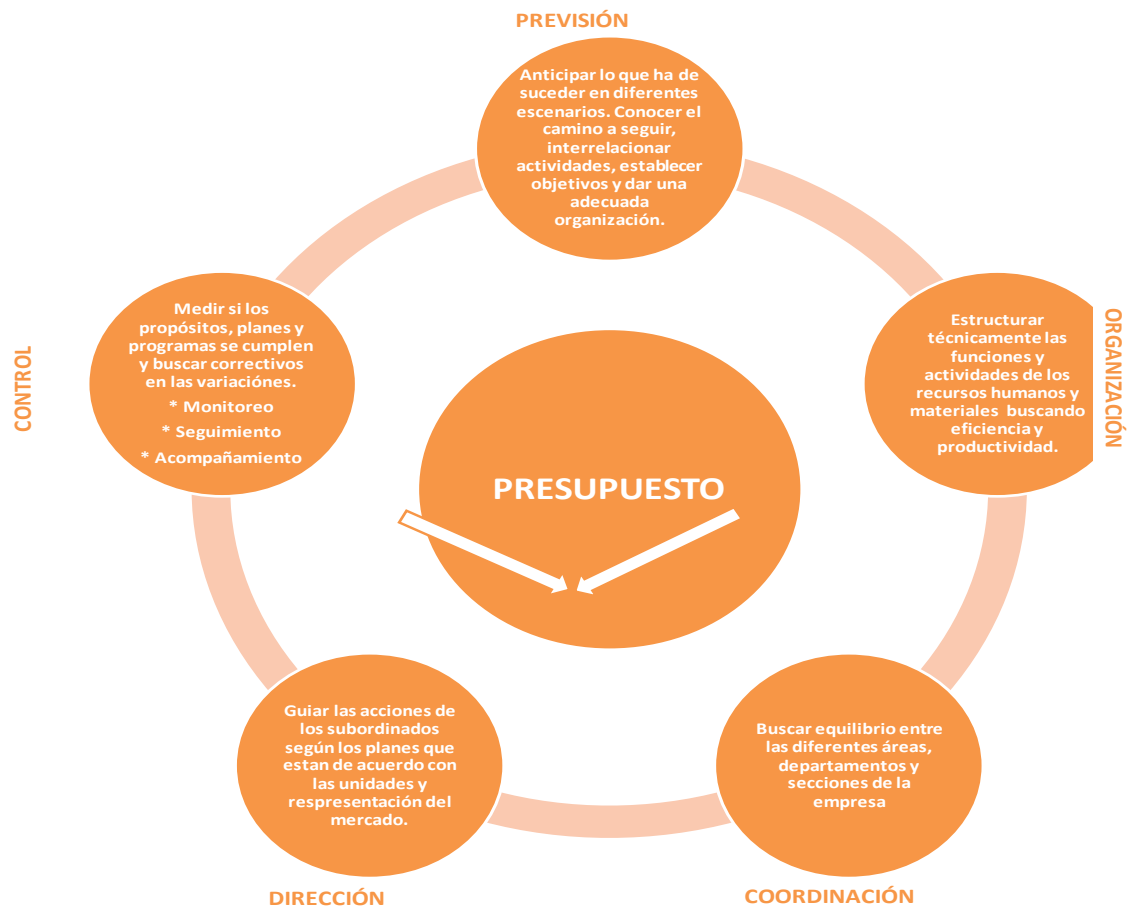 PREVISIÓN
Anticipar lo que ha de
suceder en diferentes
escenarios. Conocer el
camino a seguir,
interrelacionar
actividades, establecer
objetivos y dar una
adecuada
organización.
ORGANIZACIÓN
Estructurar
técnicamente las
funciones y
actividades de los
recursos humanos y
materiales buscando
eficiencia y
productividad.
CONTROL
Medir si los
propósitos, planes y
programas se cumplen
y buscar correctivos
en las variaciónes.
* Monitoreo
* Seguimiento
* Acompañamiento
PRESUPUESTO
Guiar las acciones de
los subordinados
según los planes que
estan de acuerdo con
las unidades y
respresentación del
mercado.
DIRECCIÓN
Buscar equilibrio entre
las diferentes áreas,
departamentos y
secciones de la
empresa
COORDINACIÓN